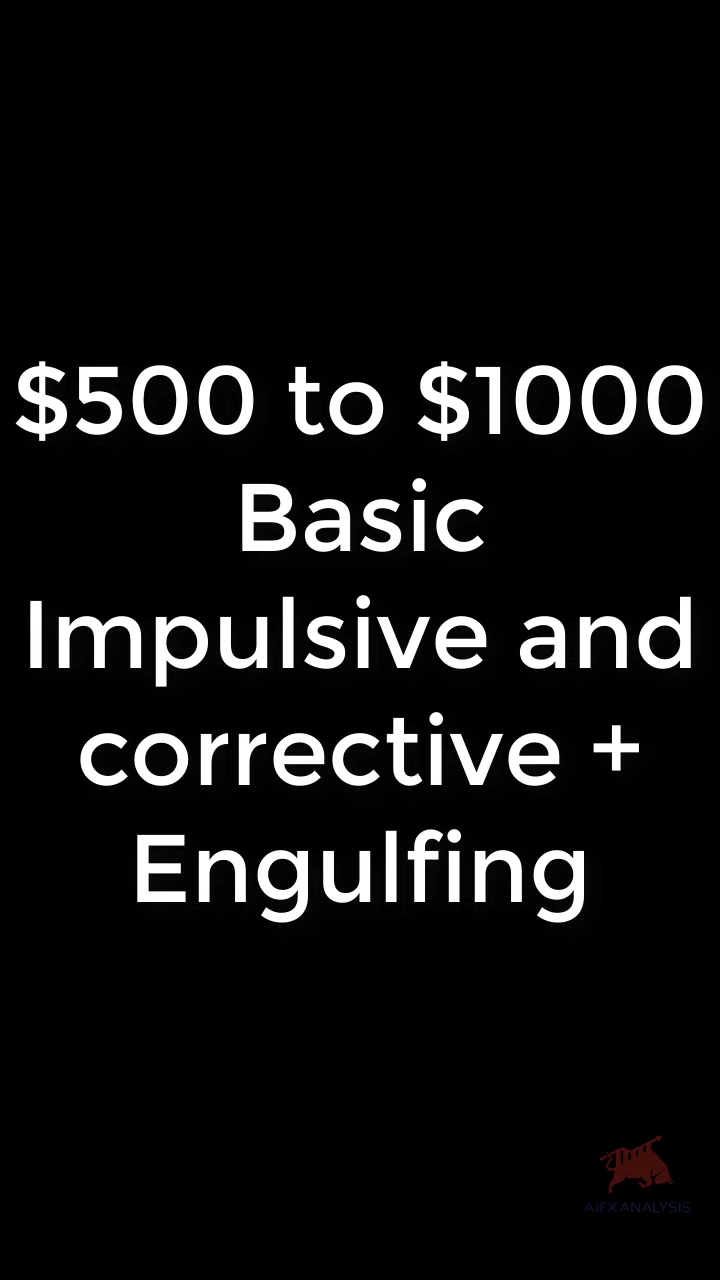 $500 to $1000
Basic
Impulsive and
corrective +
Engulfing
AIFXANALYSIS